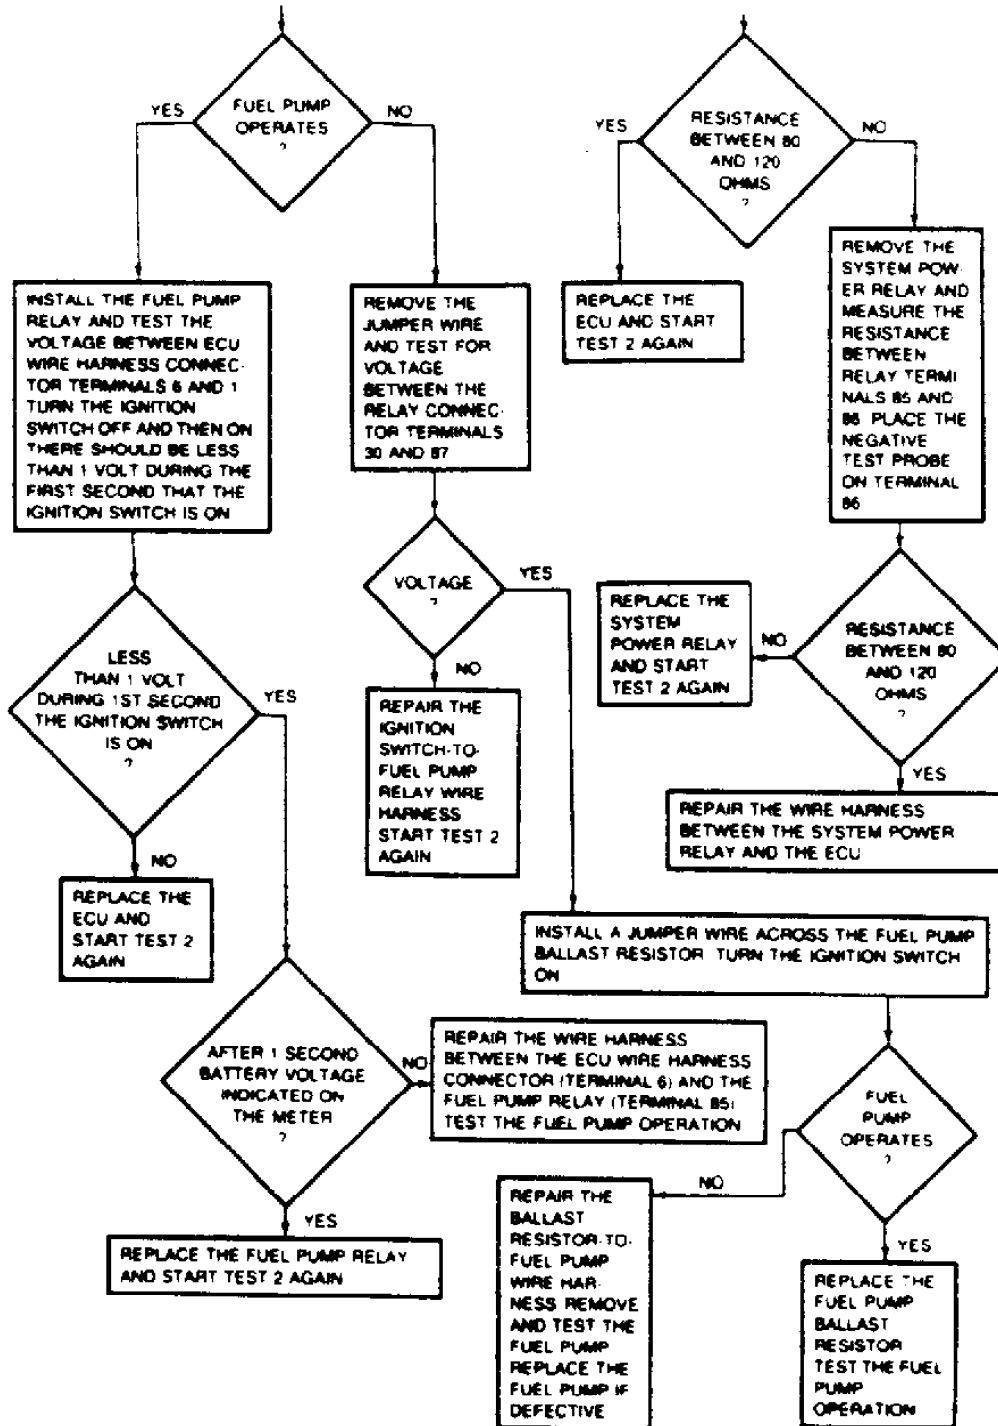 FUEL PUMP
OPERATES
?
YES
NO
INSTALL THE FUEL PUMP
RELAY AND TEST THE
VOLTAGE BETWEEN ECU
WIRE HARNESS CONNEC-
TOR TERMINALS 6 AND 1
TURN THE IGNITION
SWITCH OFF AND THEN ON
THERE SHOULD BE LESS
THAN 1 VOLT DURING THE
FIRST SECOND THAT THE
IGNITION SWITCH IS ON
REMOVE THE
JUMPER WIRE
AND TEST FOR
VOLTAGE
BETWEEN THE
RELAY CONNEC-
TOR TERMINALS
30 AND 87
LESS
THAN 1 VOLT
DURING 1ST SECOND
THE IGNITION SWITCH
IS ON
?
YES
NO
REPLACE THE
ECU AND
START TEST 2
AGAIN
VOLTAGE
?
YES
NO
REPAIR THE
IGNITION
SWITCH-TO-
FUEL PUMP
RELAY WIRE
HARNESS
START TEST 2
AGAIN
AFTER 1 SECOND
BATTERY VOLTAGE
INDICATED ON
THE METER
?
NO
YES
REPAIR THE WIRE HARNESS
BETWEEN THE ECU WIRE HARNESS
CONNECTOR (TERMINAL 6) AND THE
FUEL PUMP RELAY (TERMINAL 85)
TEST THE FUEL PUMP OPERATION
REPLACE THE FUEL PUMP RELAY
AND START TEST 2 AGAIN
RESISTANCE
BETWEEN 80
AND 120
OHMS
?
YES
NO
REPLACE THE
ECU AND START
TEST 2 AGAIN
REMOVE THE
SYSTEM POW-
ER RELAY AND
MEASURE THE
RESISTANCE
BETWEEN
RELAY TERMI
NALS 85 AND
86 PLACE THE
NEGATIVE
TEST PROBE
ON TERMINAL
86
RESISTANCE
BETWEEN 80
AND 120
OHMS
?
NO
YES
REPLACE THE
SYSTEM
POWER RELAY
AND START
TEST 2 AGAIN
REPAIR THE WIRE HARNESS
BETWEEN THE SYSTEM POWER
RELAY AND THE ECU
INSTALL A JUMPER WIRE ACROSS THE FUEL PUMP
BALLAST RESISTOR TURN THE IGNITION SWITCH
ON
FUEL
PUMP
OPERATES
?
NO
YES
REPAIR THE
BALLAST
RESISTOR-TO-
FUEL PUMP
WIRE HAR-
NESS REMOVE
AND TEST THE
FUEL PUMP
REPLACE THE
FUEL PUMP IF
DEFECTIVE
REPLACE THE
FUEL PUMP
BALLAST
RESISTOR
TEST THE FUEL
PUMP
OPERATION